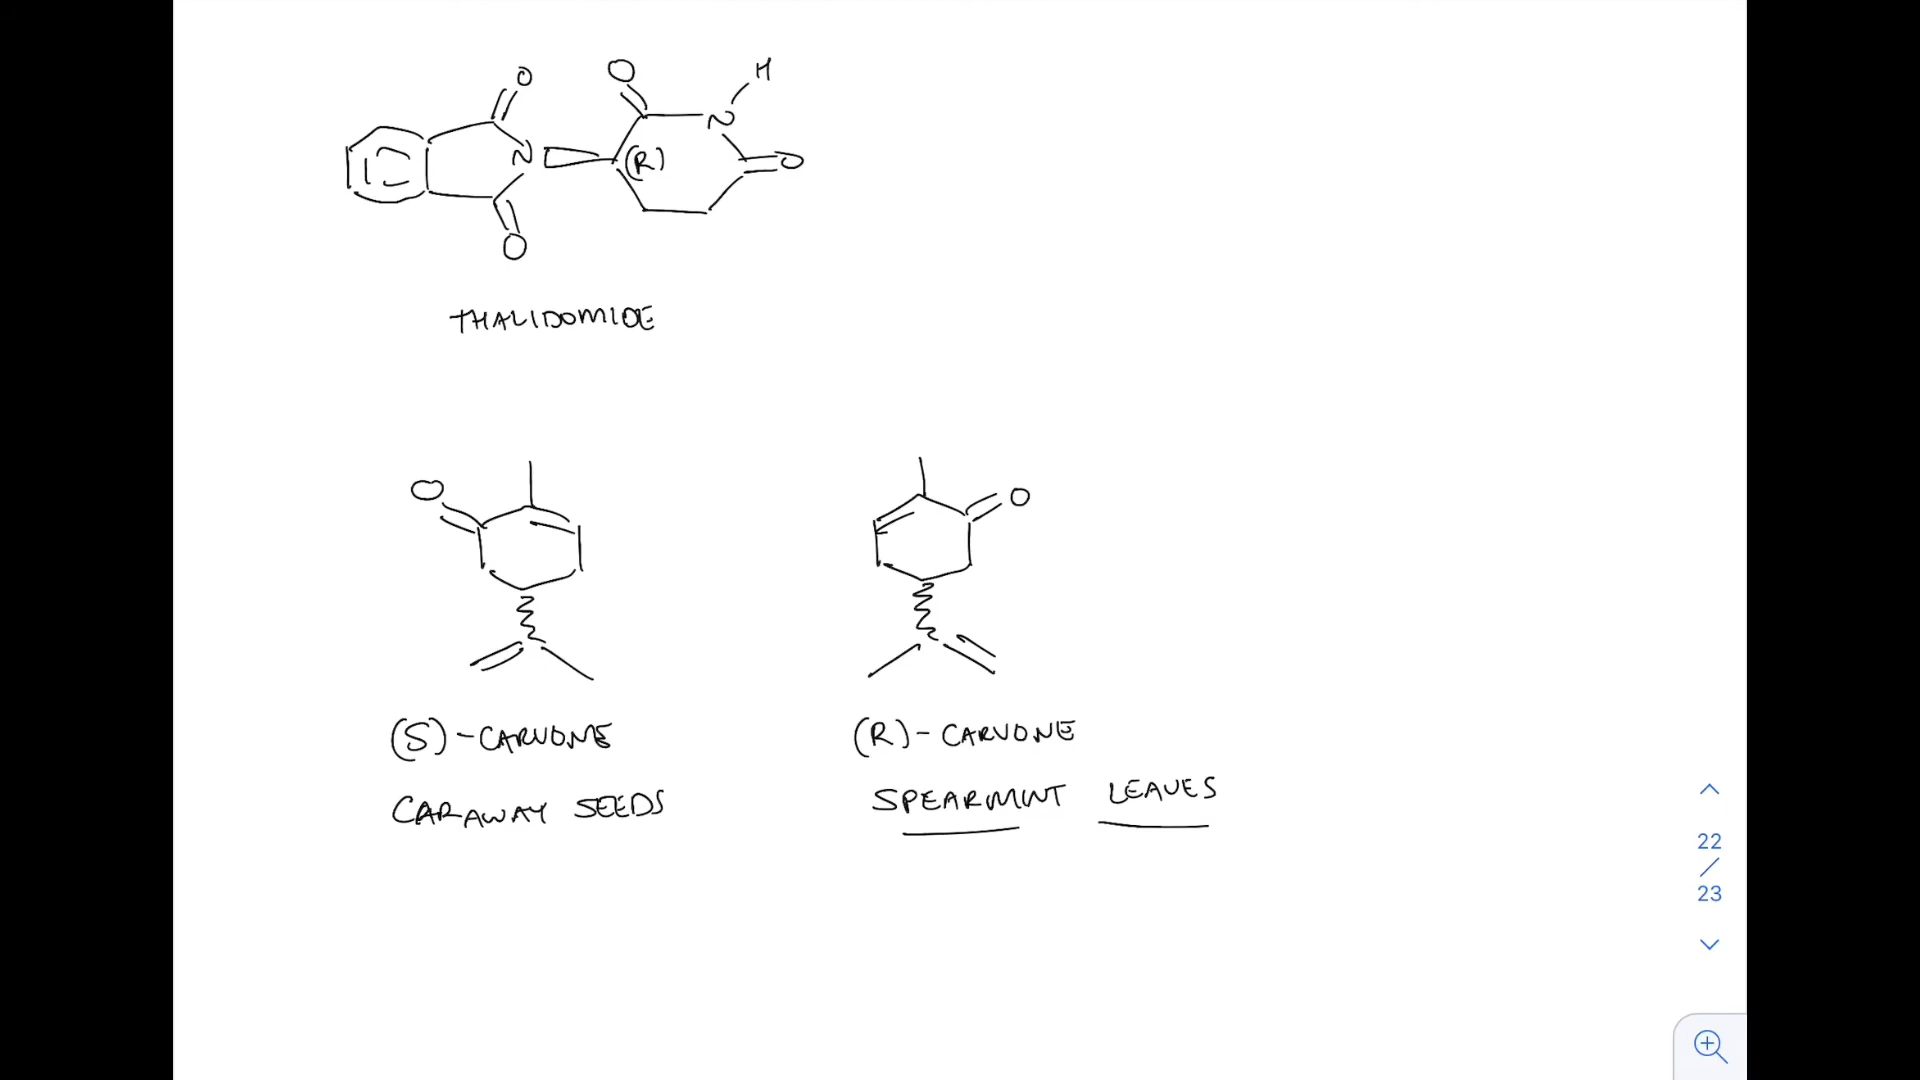 O O H
N N
(R) O
O
THALIDOMIDE
O O
(S)-CARVONE (R)-CARVONE
CARAWAY SEEDS SPEARMINT LEAVES
22
/
23